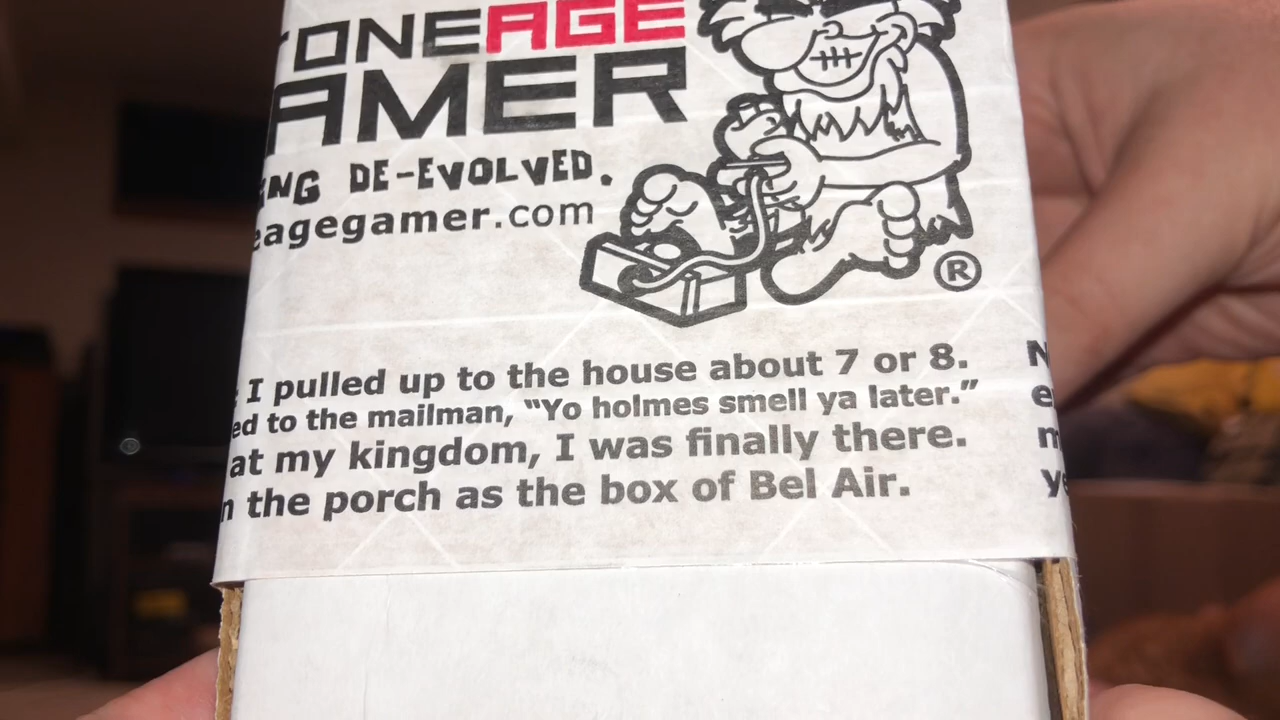 TONEAGE
AMER
ING DE-EVOLVED.
eagegamer.com
®
I pulled up to the house about 7 or 8.
ed to the mailman, “Yo holmes smell ya later.”
at my kingdom, I was finally there.
n the porch as the box of Bel Air.
N
e
m
ye